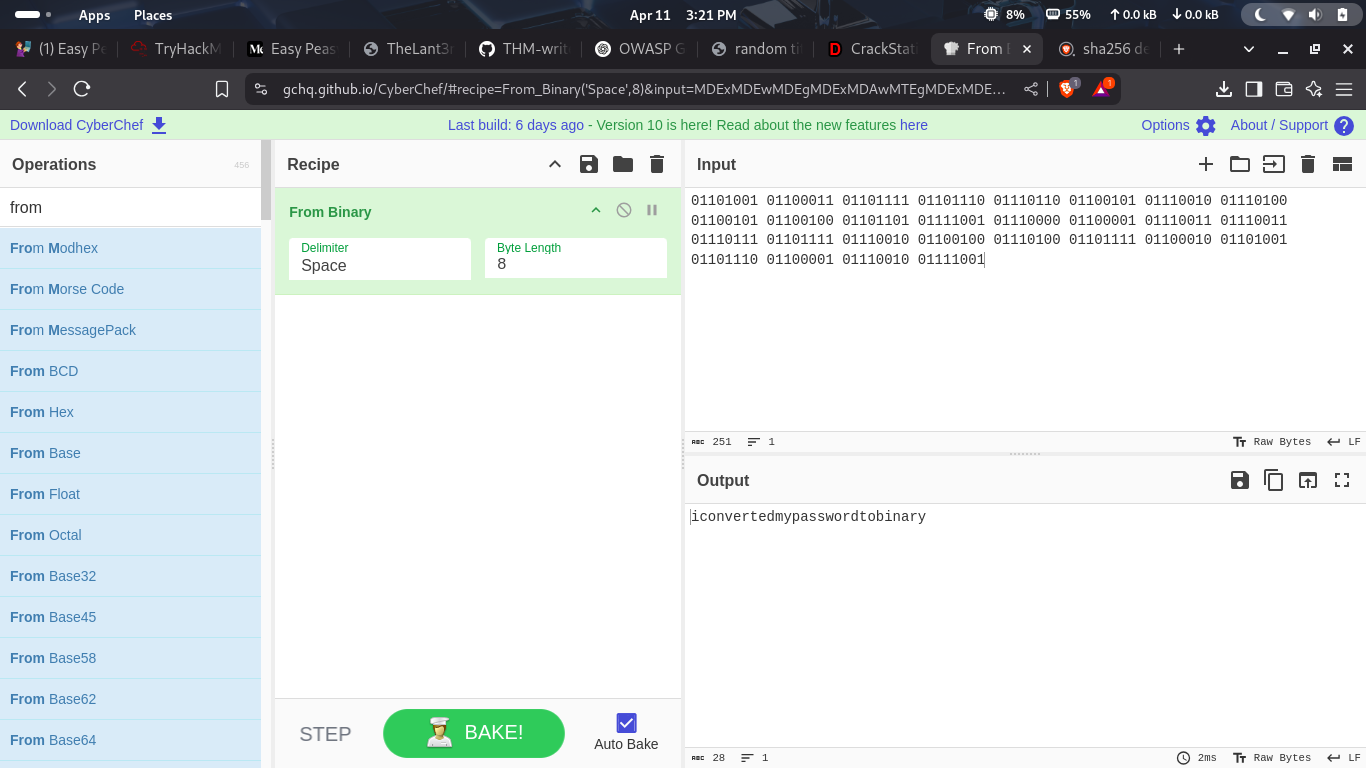 Apps Places Apr 11 3:21 PM 8% 55% 0.0 kB 0.0 kB
(1) Easy Pe TryHackM Easy Peas TheLant3r THM-write OWASP G random ti CrackStati From B sha256 de
gchq.github.io/CyberChef/#recipe=From_Binary('Space',8)&input=MDExMDEwMDEgMDExMDAwMTEgMDExMDE... 1 1
Download CyberChef Last build: 6 days ago - Version 10 is here! Read about the new features here Options About / Support
Operations 456
from
From Modhex
From Morse Code
From MessagePack
From BCD
From Hex
From Base
From Float
From Octal
From Base32
From Base45
From Base58
From Base62
From Base64
Recipe
From Binary
Delimiter
Space
Byte Length
8
STEP
BAKE!
Auto Bake
Input
01101001 01100011 01101111 01101110 01110110 01100101 01110010 01110100
01100101 01100100 01101101 01111001 01110000 01100001 01110011 01110011
01110111 01101111 01110010 01100100 01110100 01101111 01100010 01101001
01101110 01100001 01110010 01111001
ABC 251 1 Raw Bytes LF
Output
iconvertedmypasswordtobinary
ABC 28 1 2ms Raw Bytes LF